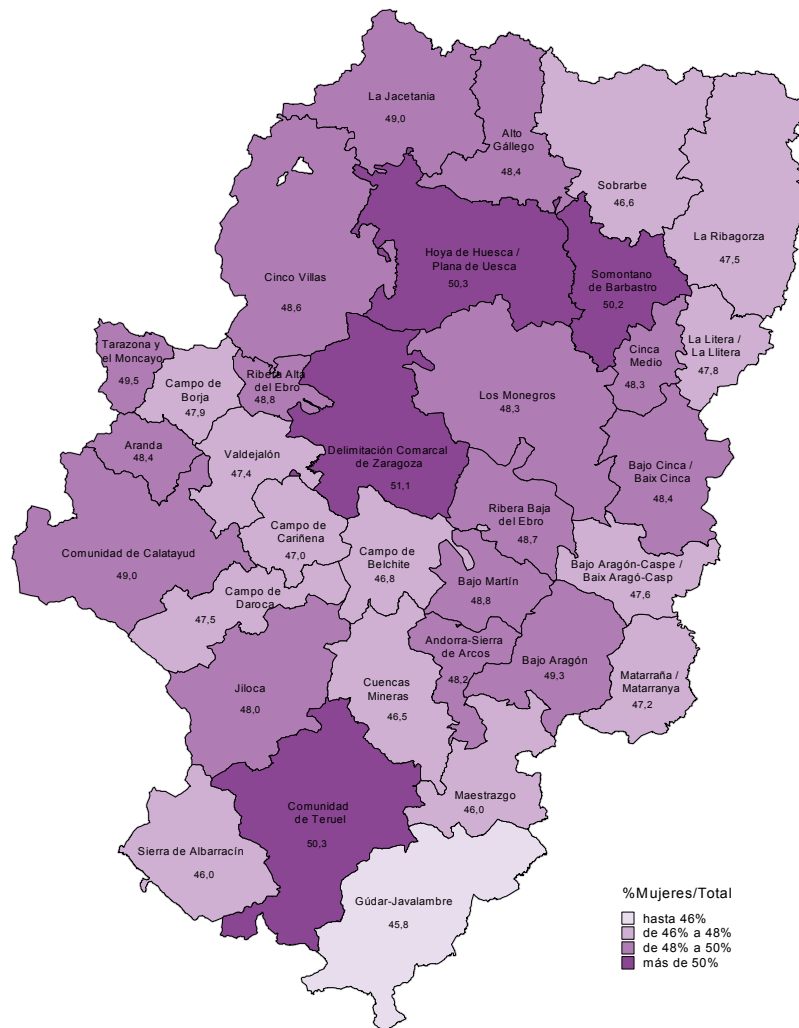 La Jacetania
49,0
Alto
Gállego
48,4
Sobrarbe
46,6
La Ribagorza
47,5
Hoya de Huesca /
Plana de Uesca
50,3
Somontano
de Barbastro
50,2
Cinco Villas
48,6
Tarazona y
el Moncayo
49,5
Campo de
Borja
47,9
Ribera Alta
del Ebro
48,8
Cinca
Medio
48,3
La Litera /
La Llitera
47,8
Los Monegros
48,3
Aranda
48,4
Valdejalón
47,4
Delimitación Comarcal
de Zaragoza
51,1
Bajo Cinca /
Baix Cinca
48,4
Ribera Baja
del Ebro
48,7
Comunidad de Calatayud
49,0
Campo de
Cariñena
47,0
Campo de
Belchite
46,8
Bajo Aragón-Caspe /
Baix Aragó-Casp
47,6
Campo de
Daroca
47,5
Bajo Martín
48,8
Andorra-Sierra
de Arcos
48,2
Bajo Aragón
49,3
Matarraña /
Matarranya
47,2
Jiloca
48,0
Cuencas
Mineras
46,5
Maestrazgo
46,0
Comunidad
de Teruel
50,3
Sierra de Albarracín
46,0
Gúdar-Javalambre
45,8
%Mujeres/Total
hasta 46%
de 46% a 48%
de 48% a 50%
más de 50%